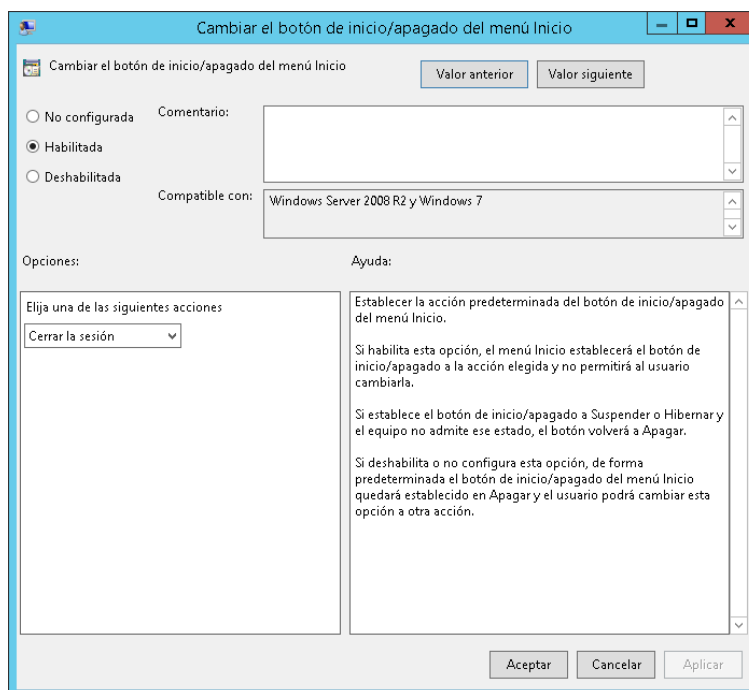 Cambiar el botón de inicio/apagado del menú Inicio
Cambiar el botón de inicio/apagado del menú Inicio
Valor anterior
Valor siguiente
No configurada
Habilitada
Deshabilitada
Comentario:
Compatible con:
Windows Server 2008 R2 y Windows 7
Opciones:
Ayuda:
Elija una de las siguientes acciones
Cerrar la sesión
Establecer la acción predeterminada del botón de inicio/apagado
del menú Inicio.
Si habilita esta opción, el menú Inicio establecerá el botón de
inicio/apagado a la acción elegida y no permitirá al usuario
cambiarla.
Si establece el botón de inicio/apagado a Suspender o Hibernar y
el equipo no admite ese estado, el botón volverá a Apagar.
Si deshabilita o no configura esta opción, de forma
predeterminada el botón de inicio/apagado del menú Inicio
quedará establecido en Apagar y el usuario podrá cambiar esta
opción a otra acción.
Aceptar
Cancelar
Aplicar